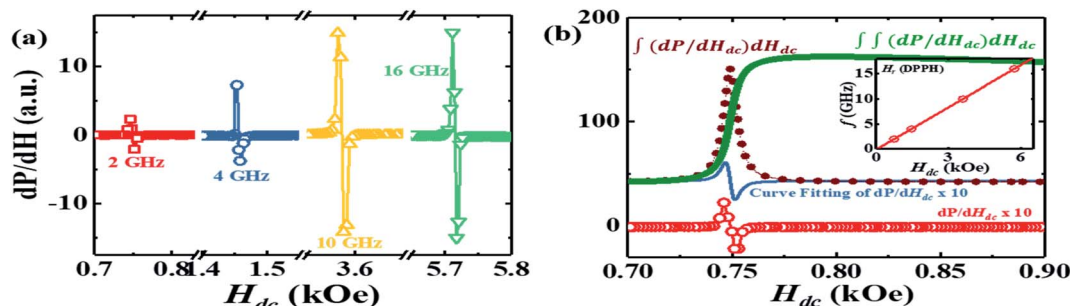 (a)
15
10
0
-10
dP/dH (a.u.)
2 GHz
4 GHz
10 GHz
16 GHz
0.7 0.8 1.4 1.5 3.6 5.7 5.8
H_dc (kOe)
(b)
200
100
0
∫ (dP/dH_dc)dH_dc
∫ ∫ (dP/dH_dc)dH_dc
H_r (DPPH)
15
10
5
0
f (GHz)
0 2 4 6
H_dc (kOe)
Curve Fitting of dP/dH_dc x 10
dP/dH_dc x 10
0.70 0.75 0.80 0.85 0.90
H_dc (kOe)